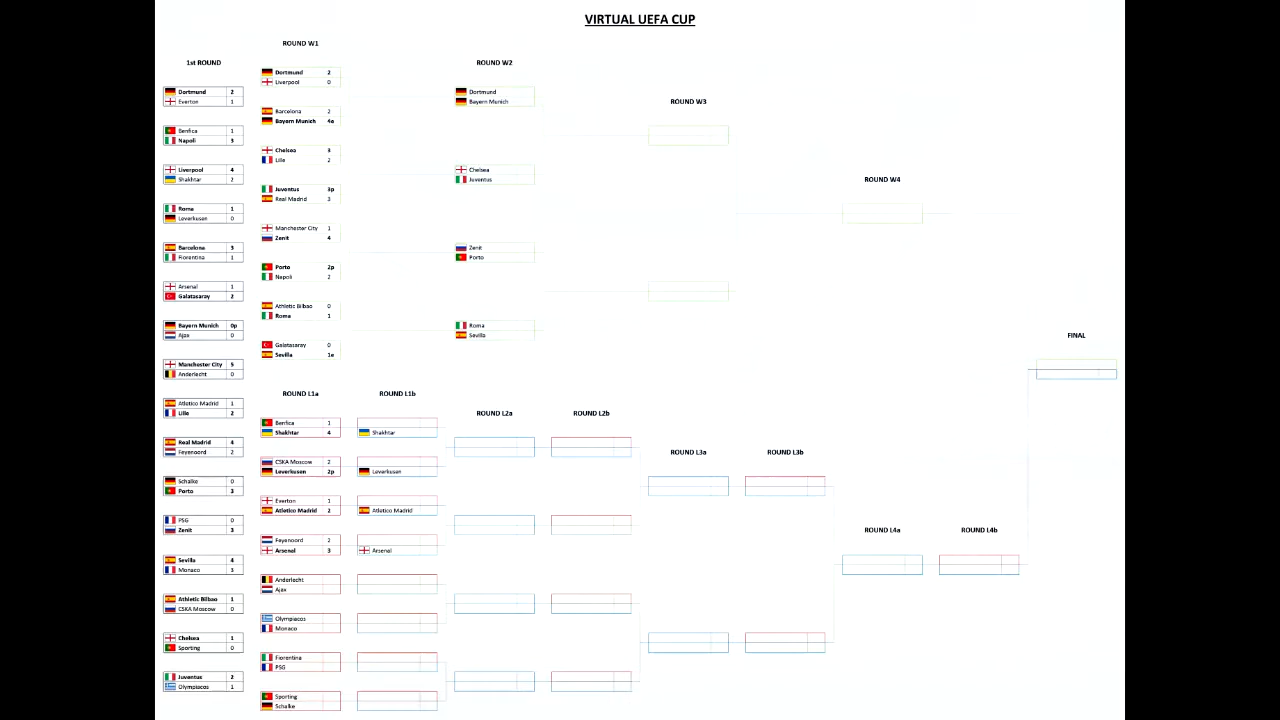 VIRTUAL UEFA CUP
1st ROUND
Dortmund 2
Everton 1
Benfica 1
Napoli 3
Liverpool 4
Shakhtar 2
Roma 1
Leverkusen 0
Barcelona 3
Fiorentina 1
Arsenal 1
Galatasaray 2
Bayern Munich 0p
Ajax 0
Manchester City 5
Anderlecht 0
Atletico Madrid 1
Lille 2
Real Madrid 4
Feyenoord 2
Schalke 0
Porto 3
PSG 0
Zenit 3
Sevilla 4
Monaco 3
Athletic Bilbao 1
CSKA Moscow 0
Chelsea 1
Sporting 0
Juventus 2
Olympiacos 1
ROUND W1
Dortmund 2
Liverpool 0
Barcelona 2
Bayern Munich 4e
Chelsea 3
Lille 2
Juventus 3p
Real Madrid 3
Manchester City 1
Zenit 4
Porto 2p
Napoli 2
Athletic Bilbao 0
Roma 1
Galatasaray 0
Sevilla 1e
ROUND W2
Dortmund
Bayern Munich
Chelsea
Juventus
Zenit
Porto
Roma
Sevilla
ROUND W3
ROUND W4
FINAL
ROUND L1a
Benfica 1
Shakhtar 4
CSKA Moscow 2
Leverkusen 2p
Everton 1
Atletico Madrid 2
Feyenoord 2
Arsenal 3
Anderlecht
Ajax
Olympiacos
Monaco
Fiorentina
PSG
Sporting
Schalke
ROUND L1b
Shakhtar
Leverkusen
Atletico Madrid
Arsenal
ROUND L2a
ROUND L2b
ROUND L3a
ROUND L3b
ROUND L4a
ROUND L4b